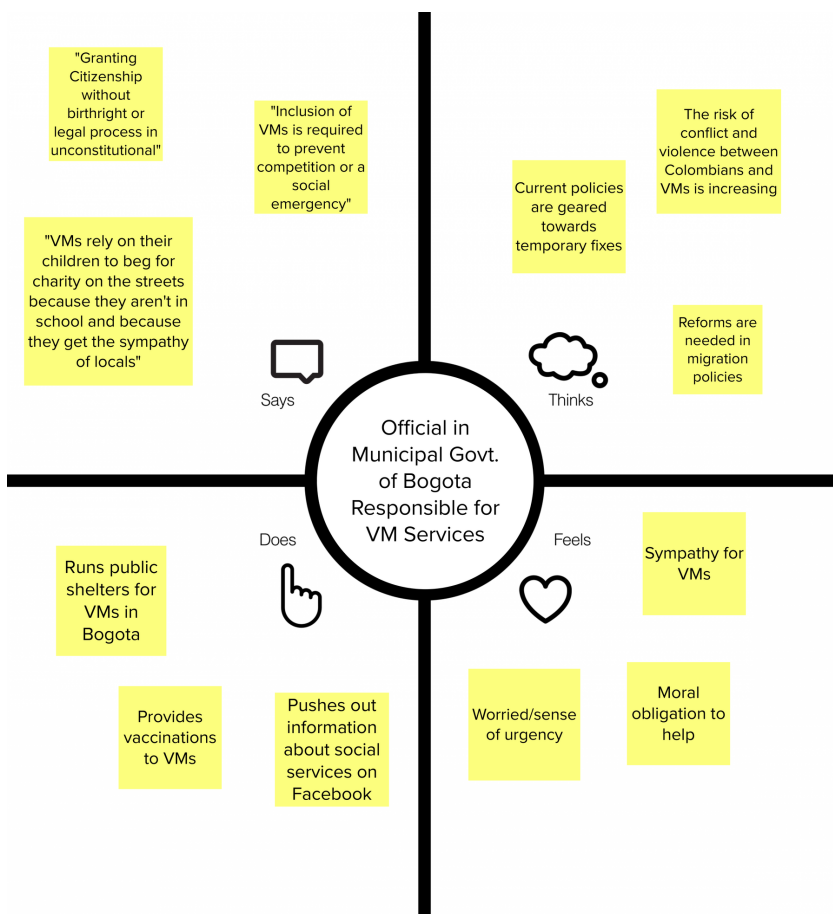 "Granting
Citizenship
without
birthright or
legal process in
unconstitutional"
"Inclusion of
VMs is required
to prevent
competition or a
social
emergency"
"VMs rely on their
children to beg for
charity on the streets
because they aren't in
school and because
they get the sympathy
of locals"
Says
The risk of
conflict and
violence between
Colombians and
VMs is increasing
Current policies
are geared
towards
temporary fixes
Reforms are
needed in
migration
policies
Thinks
Official in
Municipal Govt.
of Bogota
Responsible for
VM Services
Does
Runs public
shelters for
VMs in
Bogota
Provides
vaccinations
to VMs
Pushes out
information
about social
services on
Facebook
Feels
Sympathy for
VMs
Worried/sense
of urgency
Moral
obligation to
help